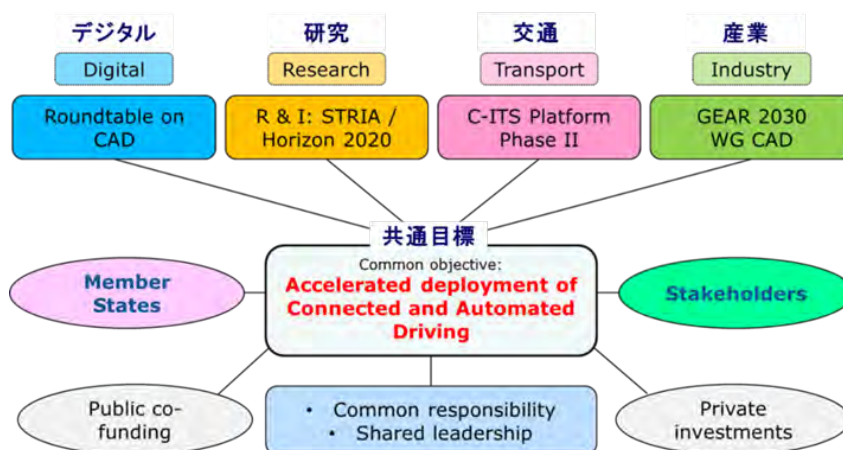 デジタル
研究
交通
産業
Digital
Research
Transport
Industry
Roundtable on
CAD
R & I: STRIA /
Horizon 2020
C-ITS Platform
Phase II
GEAR 2030
WG CAD
共通目標
Common objective:
Accelerated deployment of
Connected and Automated
Driving
Member
States
Stakeholders
Public co-
funding
• Common responsibility
• Shared leadership
Private
investments